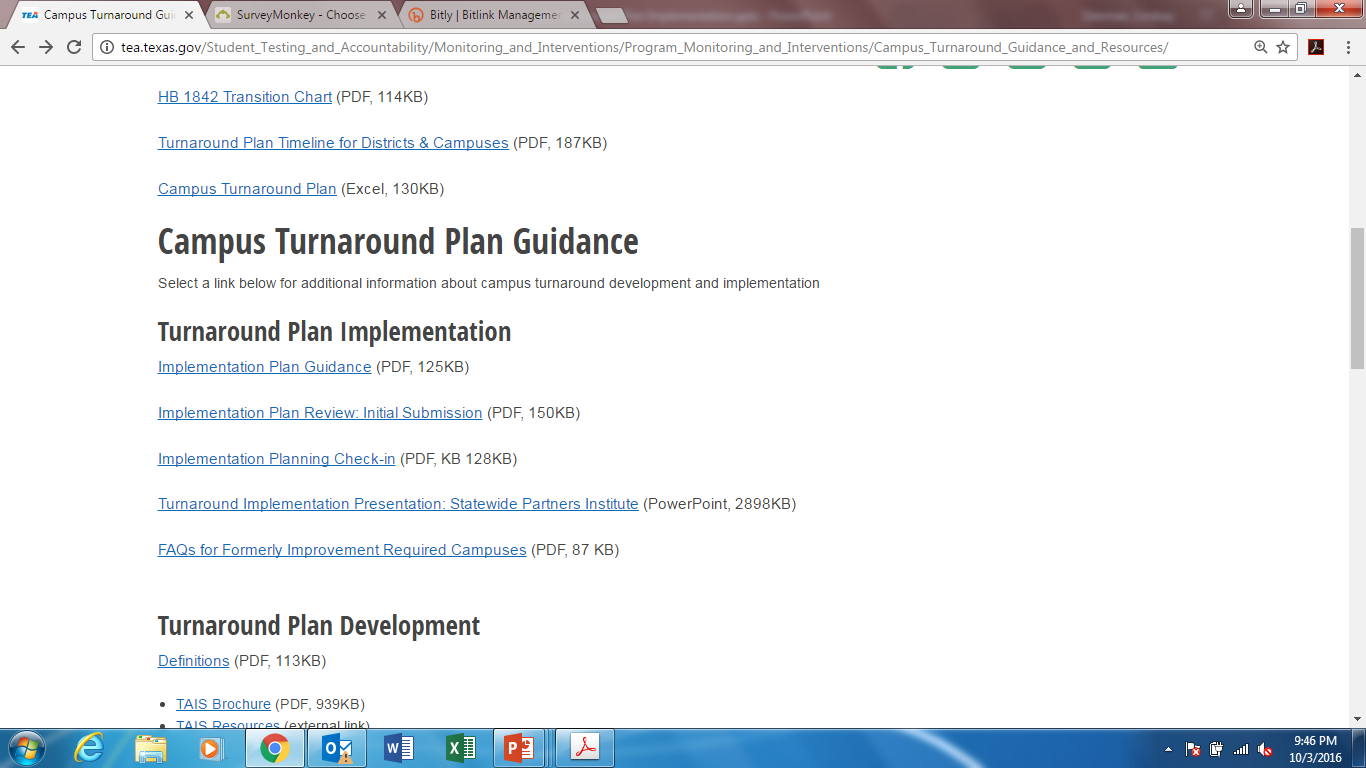 Campus Turnaround Gui
SurveyMonkey - Choose
Bitly | Bitlink Manageme
tea.texas.gov/Student_Testing_and_Accountability/Monitoring_and_Interventions/Program_Monitoring_and_Interventions/Campus_Turnaround_Guidance_and_Resources/
HB 1842 Transition Chart (PDF, 114KB)
Turnaround Plan Timeline for Districts & Campuses (PDF, 187KB)
Campus Turnaround Plan (Excel, 130KB)
Campus Turnaround Plan Guidance
Select a link below for additional information about campus turnaround development and implementation
Turnaround Plan Implementation
Implementation Plan Guidance (PDF, 125KB)
Implementation Plan Review: Initial Submission (PDF, 150KB)
Implementation Planning Check-in (PDF, KB 128KB)
Turnaround Implementation Presentation: Statewide Partners Institute (PowerPoint, 2898KB)
FAQs for Formerly Improvement Required Campuses (PDF, 87 KB)
Turnaround Plan Development
Definitions (PDF, 113KB)
• TAIS Brochure (PDF, 939KB)
• TAIS Resources (external link)
9:46 PM
10/3/2016